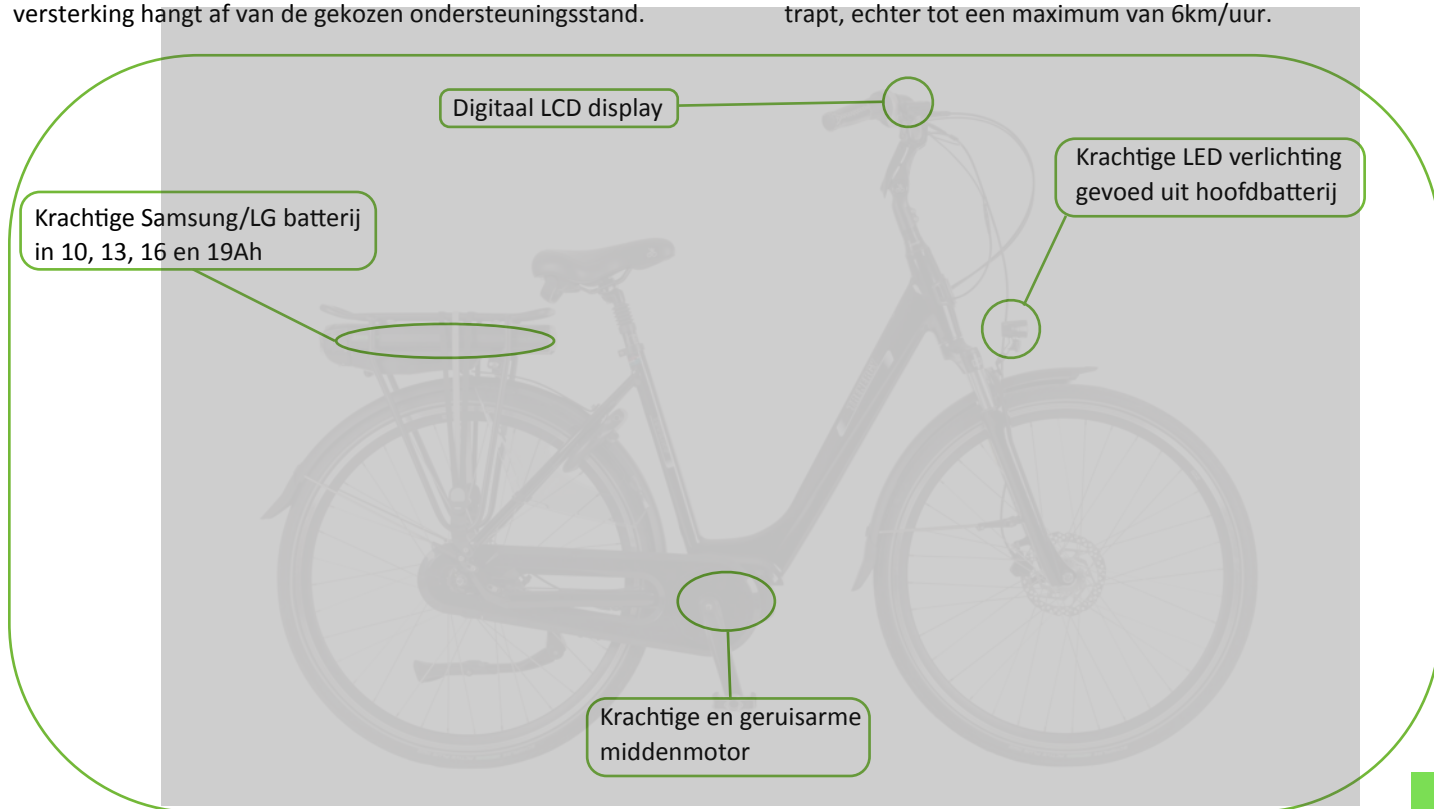 versterking hangt af van de gekozen ondersteuningsstand.
trapt, echter tot een maximum van 6km/uur.
Digitaal LCD display
Krachtige LED verlichting
gevoed uit hoofdbatterij
Krachtige Samsung/LG batterij
in 10, 13, 16 en 19Ah
Krachtige en geruisarme
middenmotor